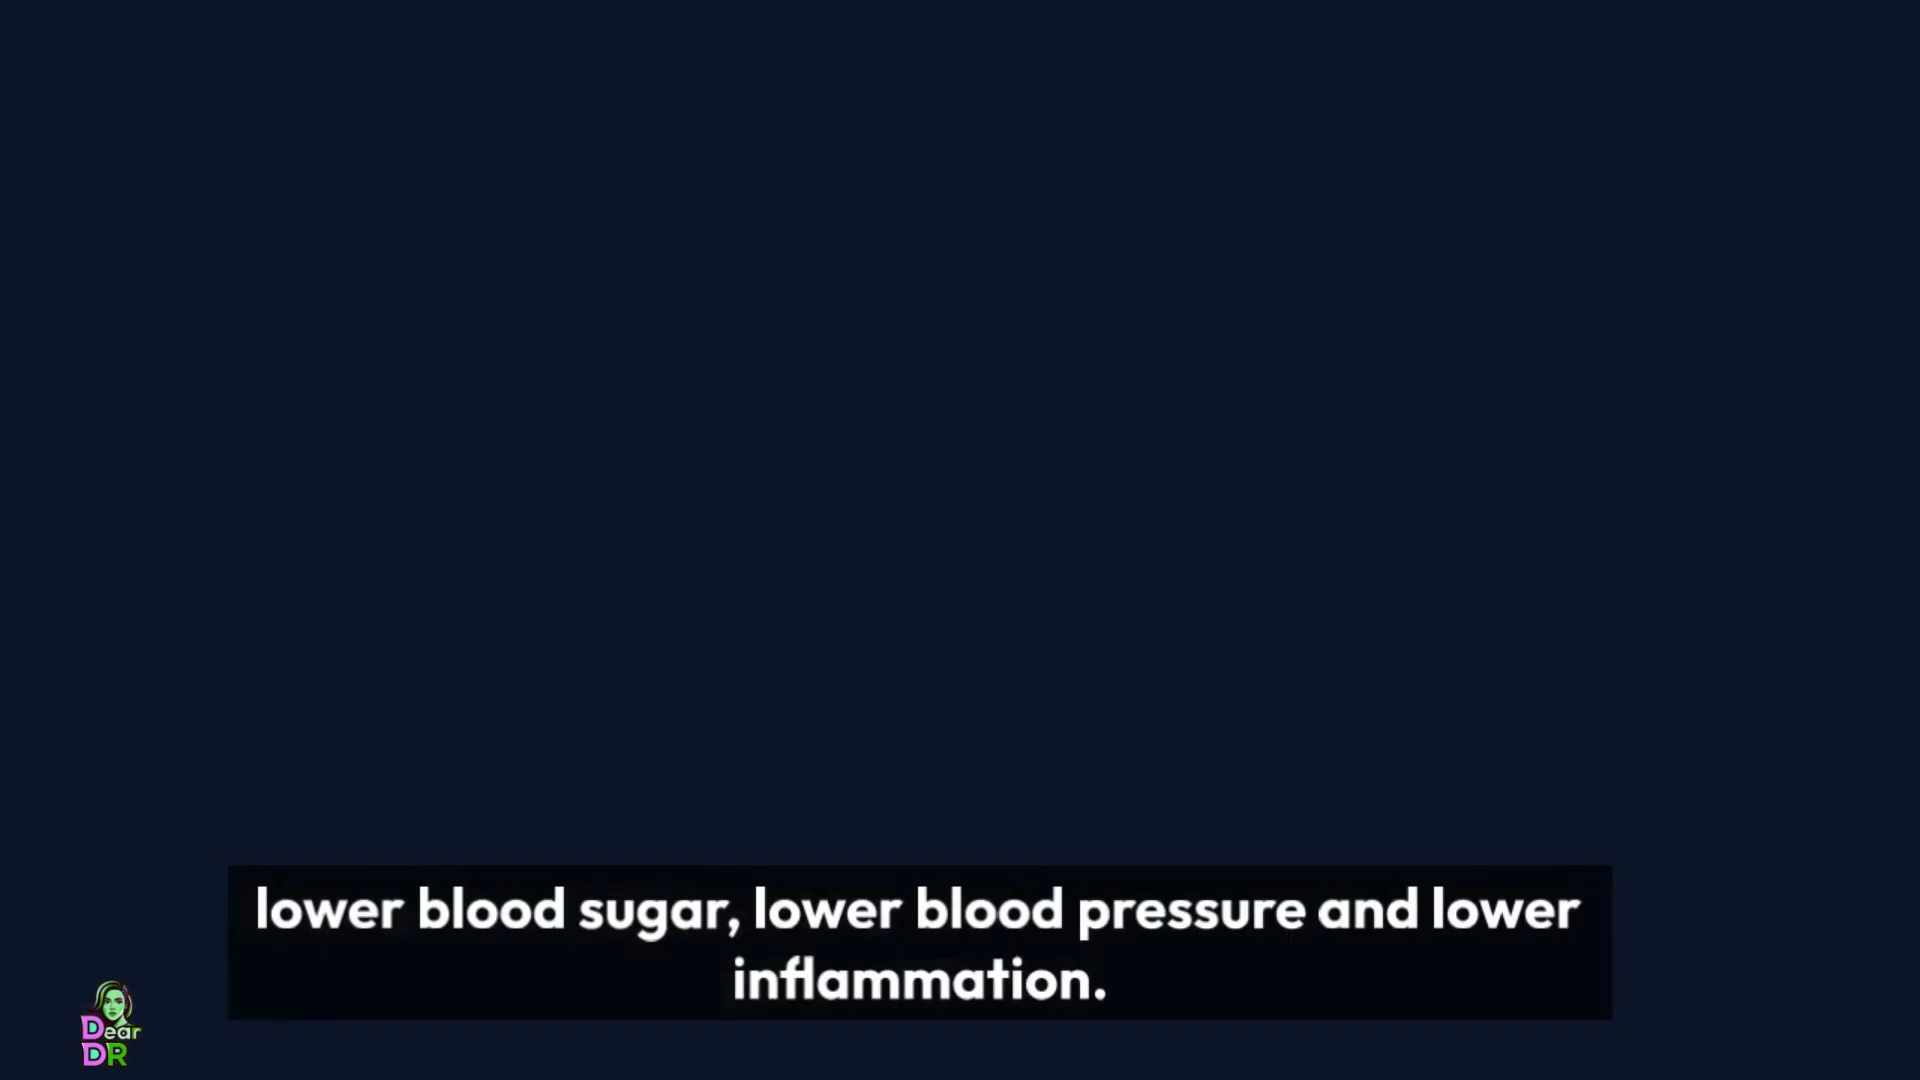 lower blood sugar, lower blood pressure and lower
inflammation.
Dear
DR